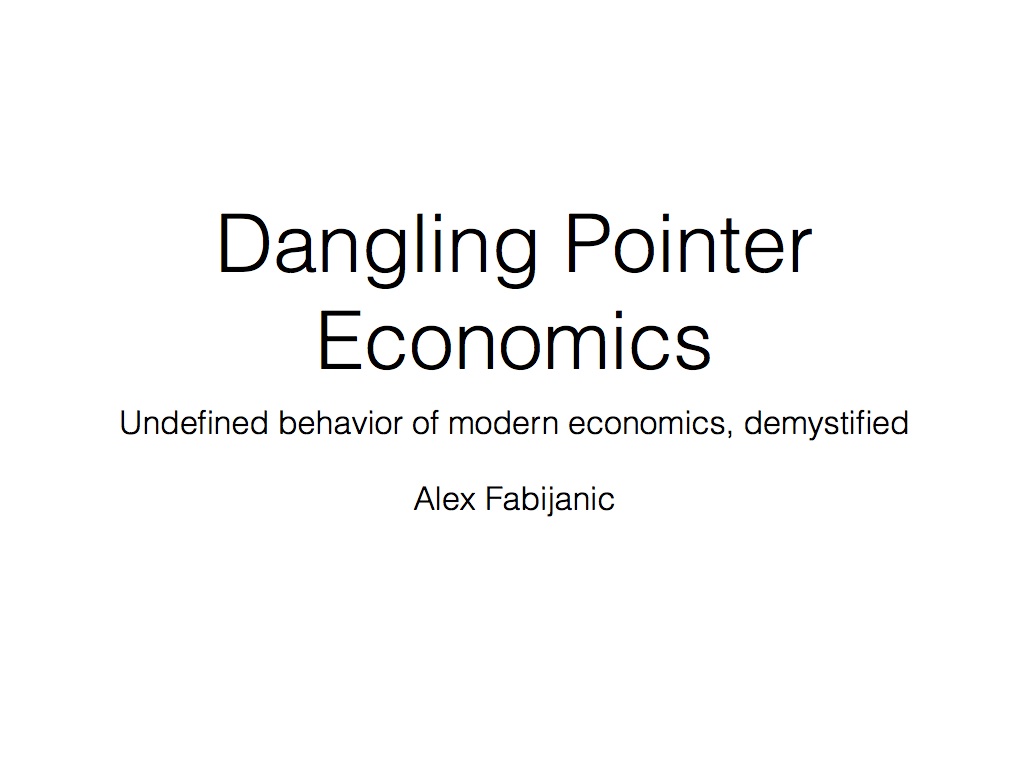 Dangling Pointer
Economics
Undefined behavior of modern economics, demystified
Alex Fabijanic